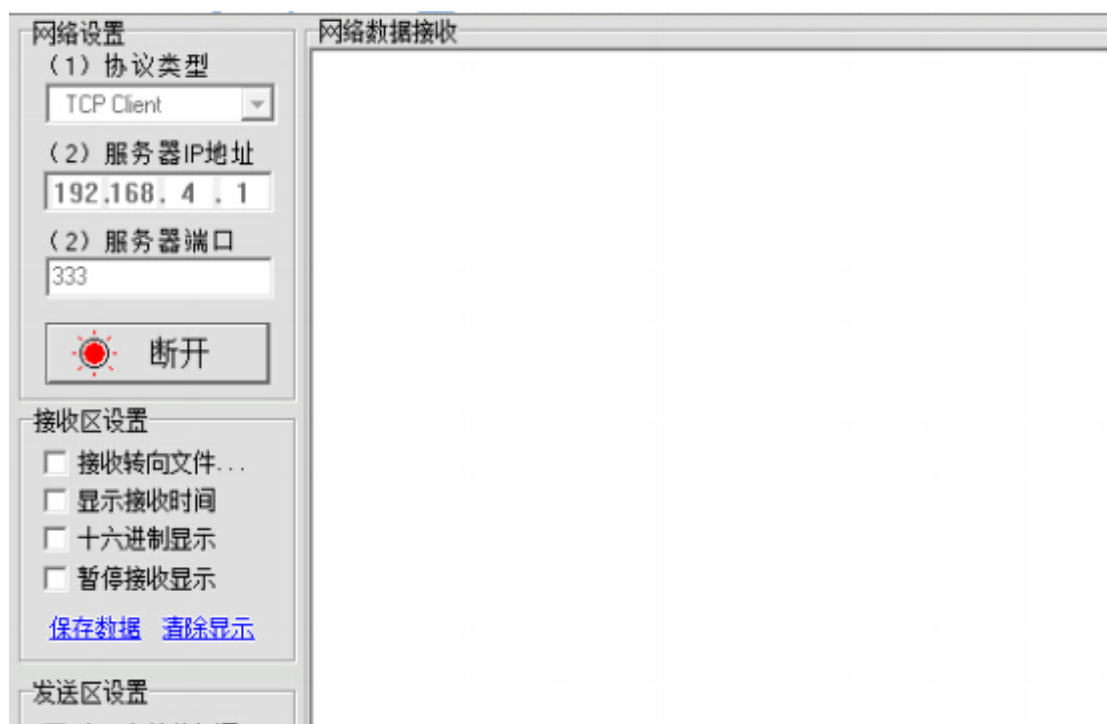 网络设置
(1) 协议类型
TCP Client
(2) 服务器IP地址
192.168. 4 . 1
(2) 服务器端口
333
断开
接收区设置
接收转向文件...
显示接收时间
十六进制显示
暂停接收显示
保存数据 清除显示
发送区设置
网络数据接收